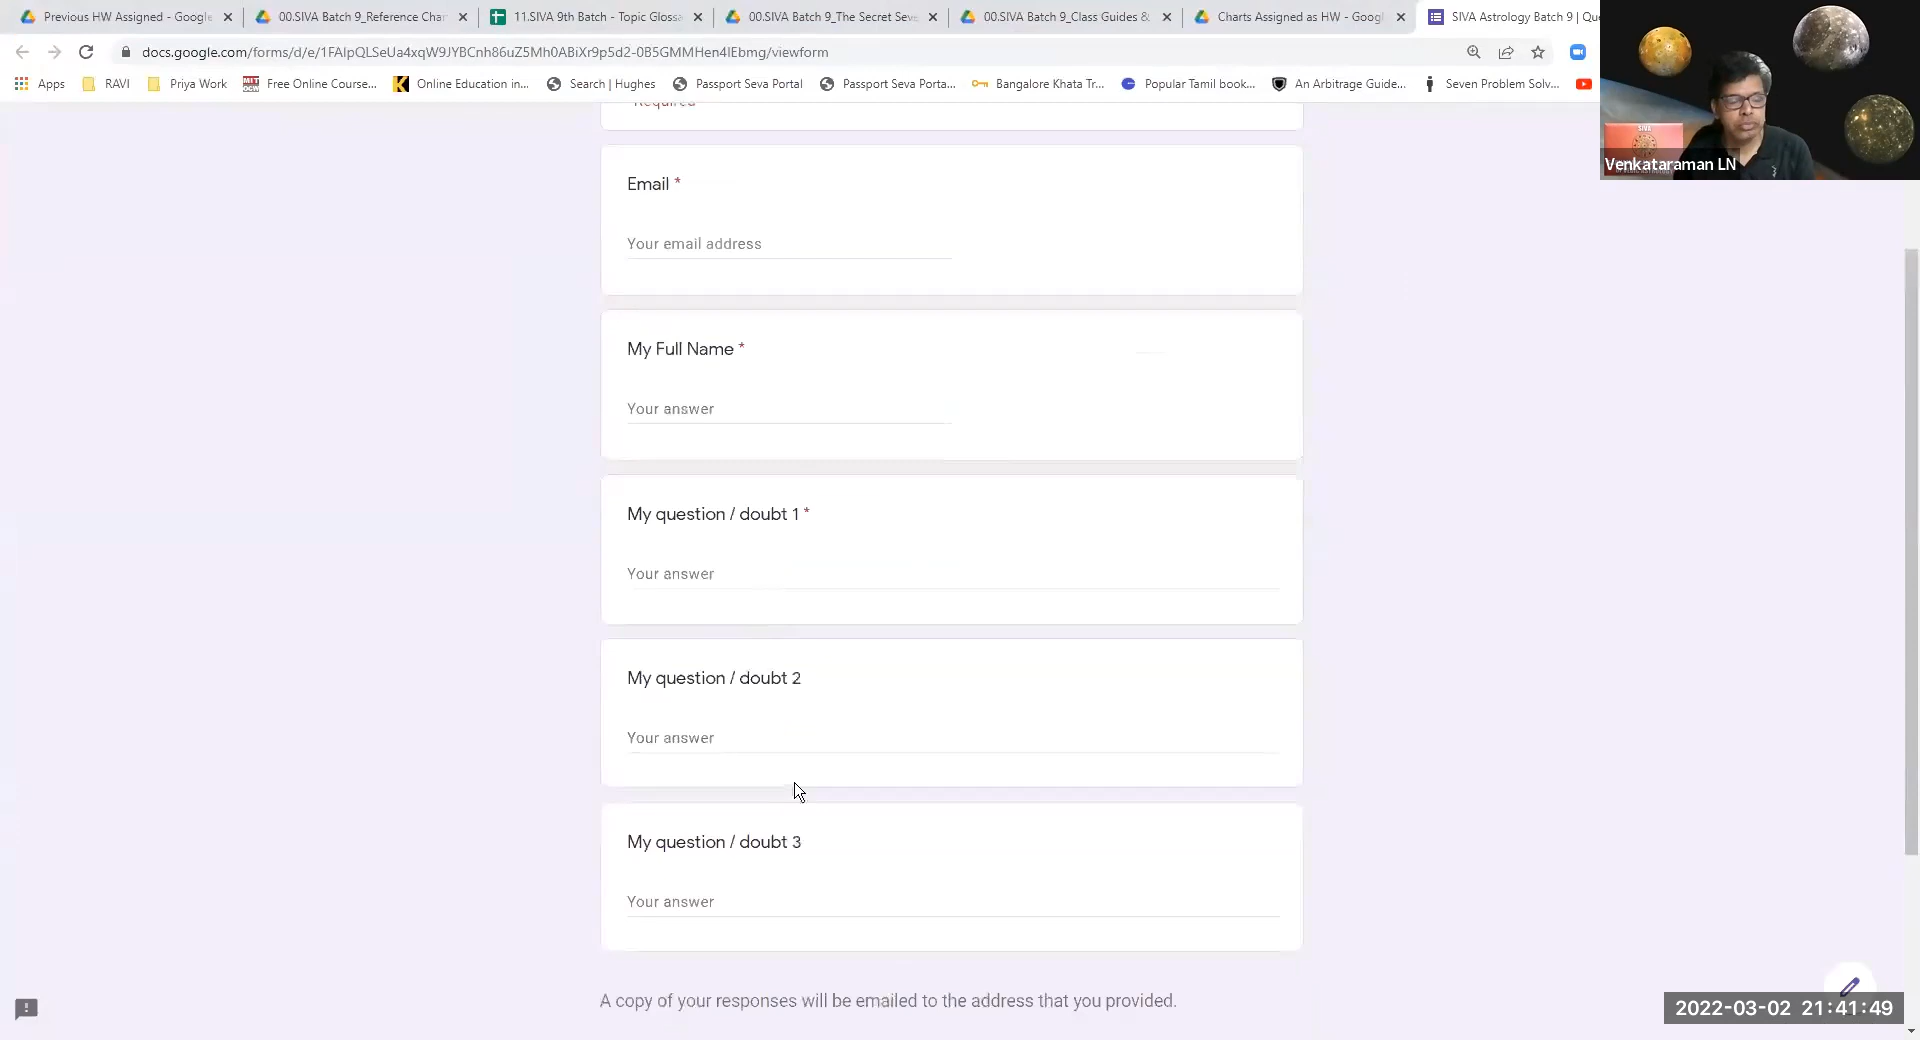 Previous HW Assigned - Google
00.SIVA Batch 9_Reference Char
11.SIVA 9th Batch - Topic Glossa
00.SIVA Batch 9_The Secret Seve
00.SIVA Batch 9_Class Guides &
Charts Assigned as HW - Googl
SIVA Astrology Batch 9 | Que
docs.google.com/forms/d/e/1FAIpQLSeUa4xqW9JYBCnh86uZ5Mh0ABiXr9p5d2-0B5GMMHen4lEbmg/viewform
Apps
RAVI
Priya Work
Free Online Course...
Online Education in...
Search | Hughes
Passport Seva Portal
Passport Seva Porta...
Bangalore Khata Tr...
Popular Tamil book...
An Arbitrage Guide...
Seven Problem Solv...
SIVA
Venkataraman LN
Required
Email *
Your email address
My Full Name *
Your answer
My question / doubt 1 *
Your answer
My question / doubt 2
Your answer
My question / doubt 3
Your answer
A copy of your responses will be emailed to the address that you provided.
2022-03-02 21:41:49